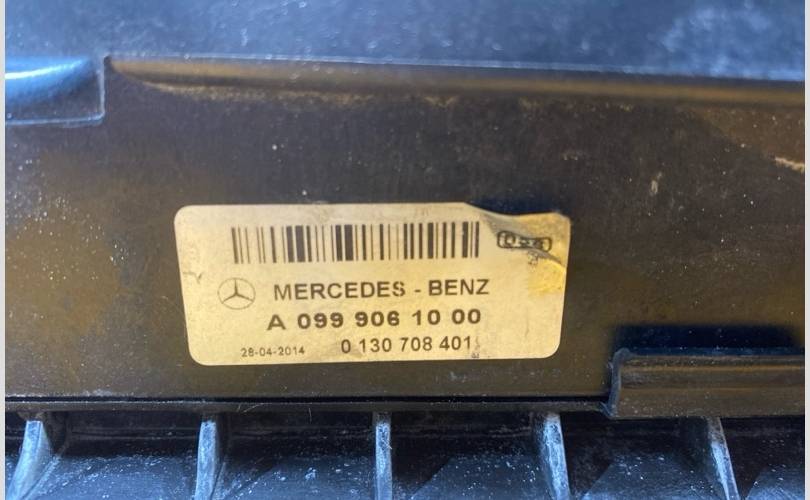 MERCEDES - BENZ
A 099 906 10 00
28-04-2014 0 130 708 401